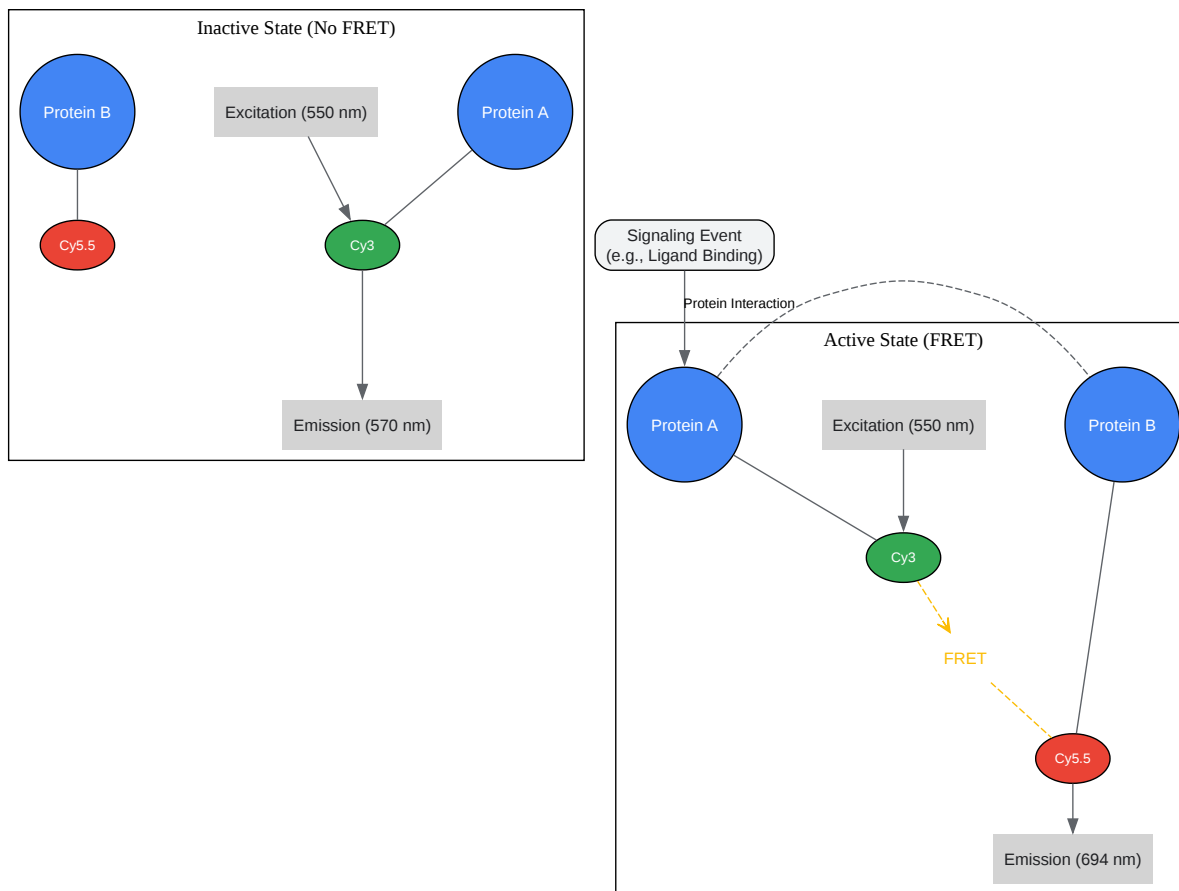 Inactive State (No FRET)
Protein B
Excitation (550 nm)
Protein A
Cy5.5
Cy3
Emission (570 nm)
Signaling Event
(e.g., Ligand Binding)
Protein Interaction
Active State (FRET)
Protein A
Excitation (550 nm)
Protein B
Cy3
FRET
Cy5.5
Emission (694 nm)